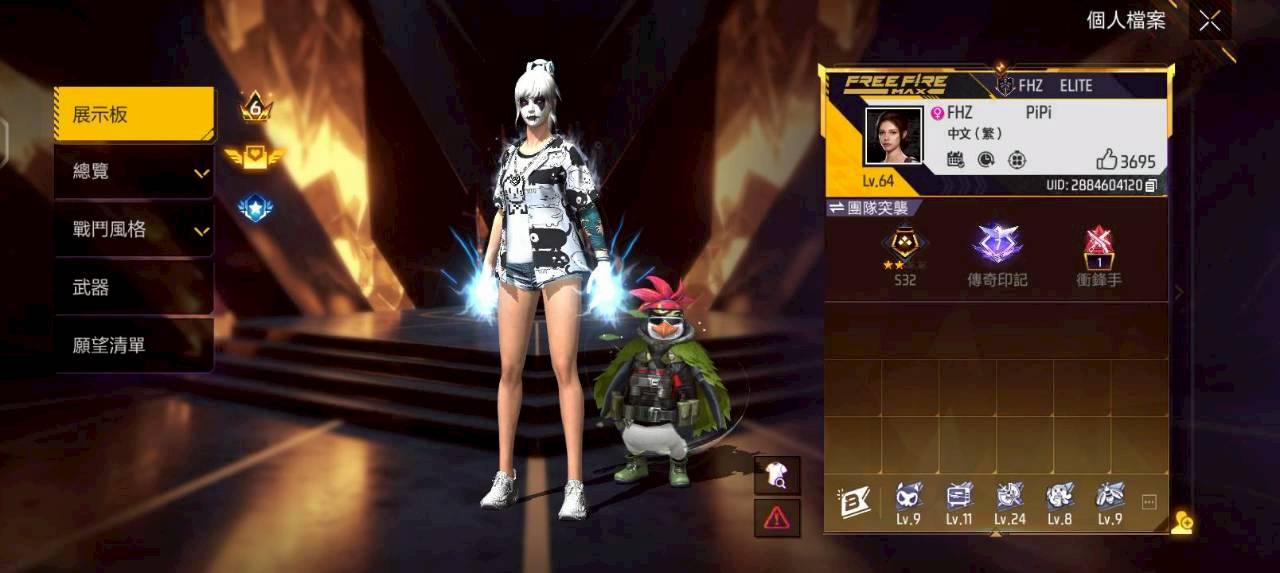 個人檔案
展示板
總覽
戰鬥風格
武器
願望清單
6
FREE FIRE
MAX
FHZ ELITE
FHZ PiPi
中文（繁）
3695
Lv.64
UID: 2884604120
團隊突襲
S32
傳奇印記
1
衝鋒手
Lv.9
Lv.11
Lv.24
Lv.8
Lv.9